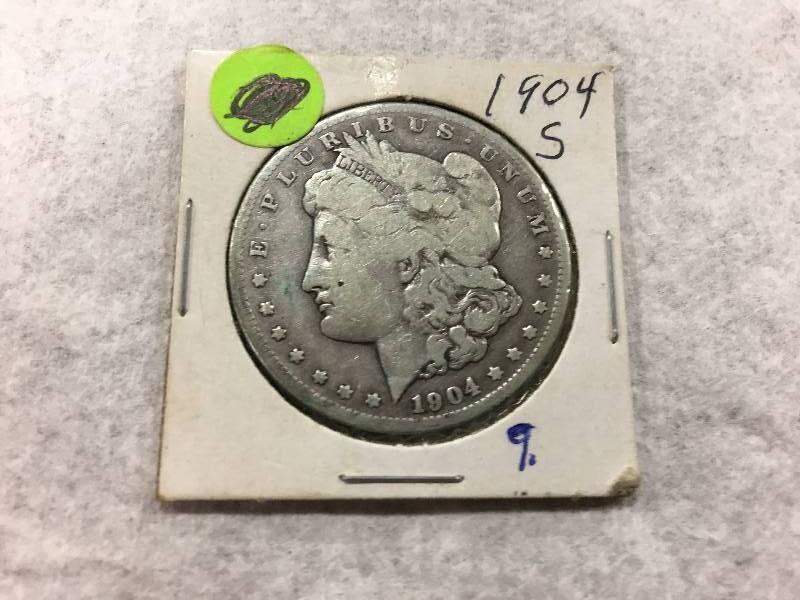 1904
S
E · PLURIBUS · UNUM
LIBERTY
1904
9.